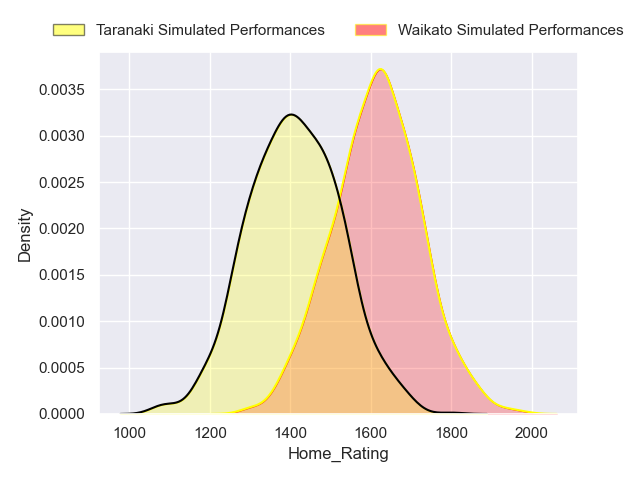 Taranaki Simulated Performances
Waikato Simulated Performances
0.0035
0.0030
0.0025
0.0020
0.0015
0.0010
0.0005
0.0000
Density
1000 1200 1400 1600 1800 2000
Home_Rating